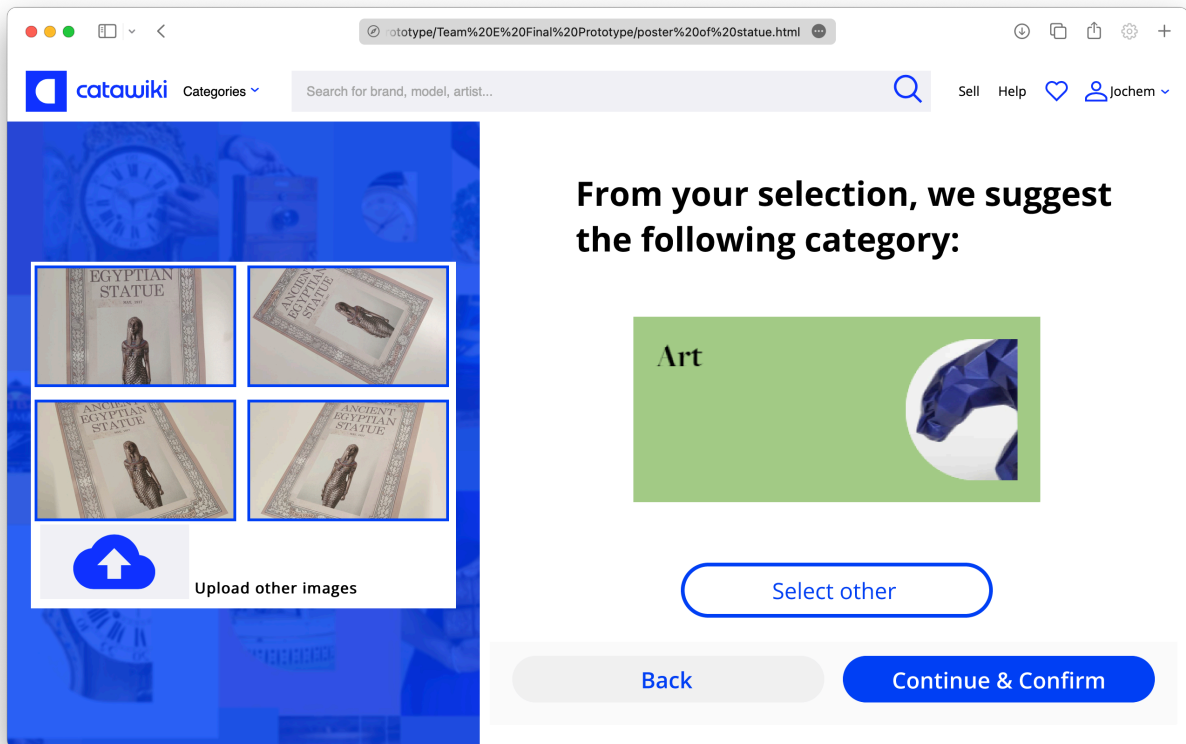 ototype/Team%20E%20Final%20Prototype/poster%20of%20statue.html
catawiki
Categories
Search for brand, model, artist...
Sell
Help
Jochem
EGYPTIAN
STATUE
ANCIENT
EGYPTIAN
STATUE
ANCIENT
EGYPTIAN
STATUE
ANCIENT
EGYPTIAN
STATUE
Upload other images
From your selection, we suggest
the following category:
Art
Select other
Back
Continue & Confirm